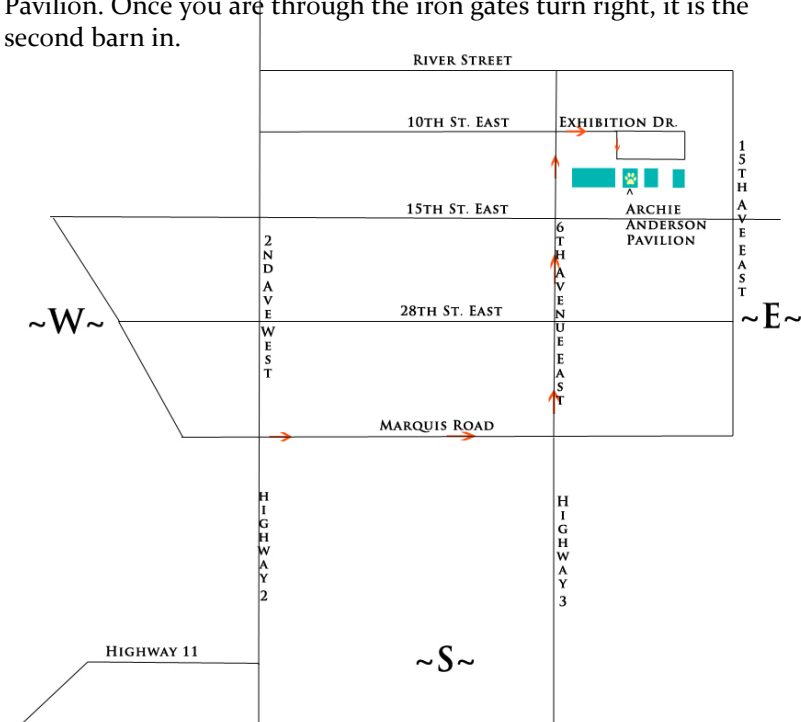 Pavilion. Once you are through the iron gates turn right, it is the
second barn in.
RIVER STREET
10TH ST. EAST
EXHIBITION DR.
15TH AVE EAST
15TH ST. EAST
ARCHIE
ANDERSON
PAVILION
2ND AVE WEST
6TH AVENUE EAST
~W~
28TH ST. EAST
~E~
MARQUIS ROAD
HIGHWAY 2
HIGHWAY 3
HIGHWAY 11
~S~